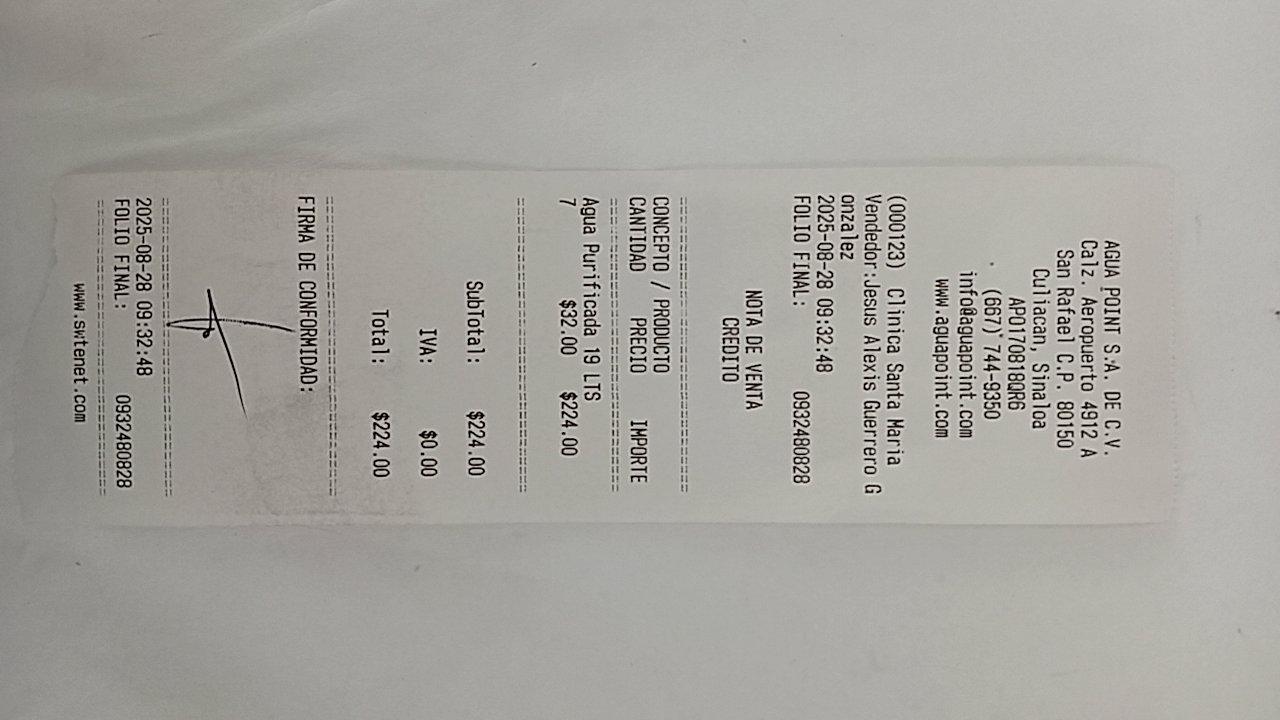 AGUA POINT S.A. DE C.V.
Calz. Aeropuerto 4912 A
San Rafael C.P. 80150
Culiacan, Sinaloa
APO170818QR6
(667) 744-9350
info@aguapoint.com
www.aguapoint.com
(000123) Clinica Santa Maria
Vendedor:Jesus Alexis Guerrero G
onzalez
2025-08-28 09:32:48
FOLIO FINAL: 0932480828
NOTA DE VENTA
CREDITO
CONCEPTO / PRODUCTO
CANTIDAD PRECIO IMPORTE
Agua Purificada 19 LTS
7 $32.00 $224.00
SubTotal: $224.00
IVA: $0.00
Total: $224.00
FIRMA DE CONFORMIDAD:
2025-08-28 09:32:48
FOLIO FINAL: 0932480828
www.swtenet.com